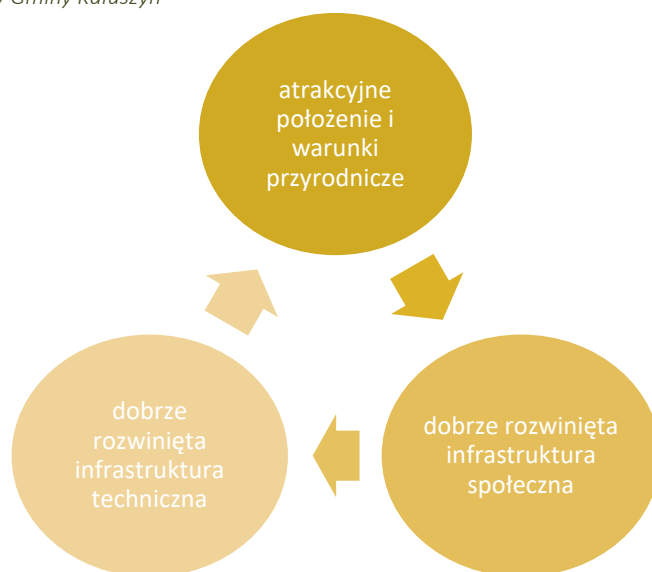 Gminy Kałuszyn
atrakcyjne
położenie i
warunki
przyrodnicze
dobrze rozwinięta
infrastruktura
społeczna
dobrze
rozwinięta
infrastruktura
techniczna